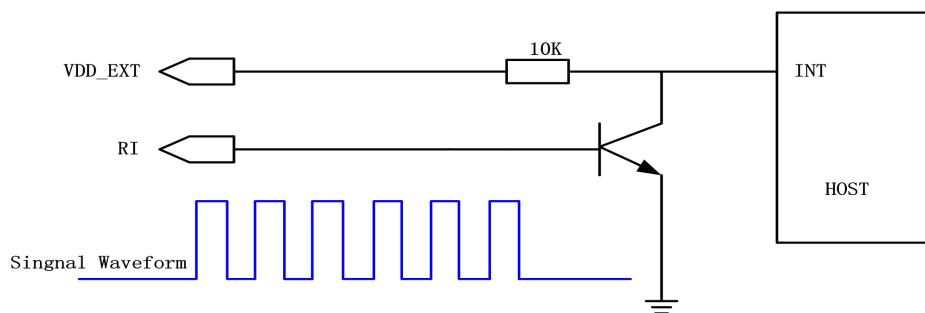 10K
VDD_EXT
INT
RI
HOST
Singnal Waveform